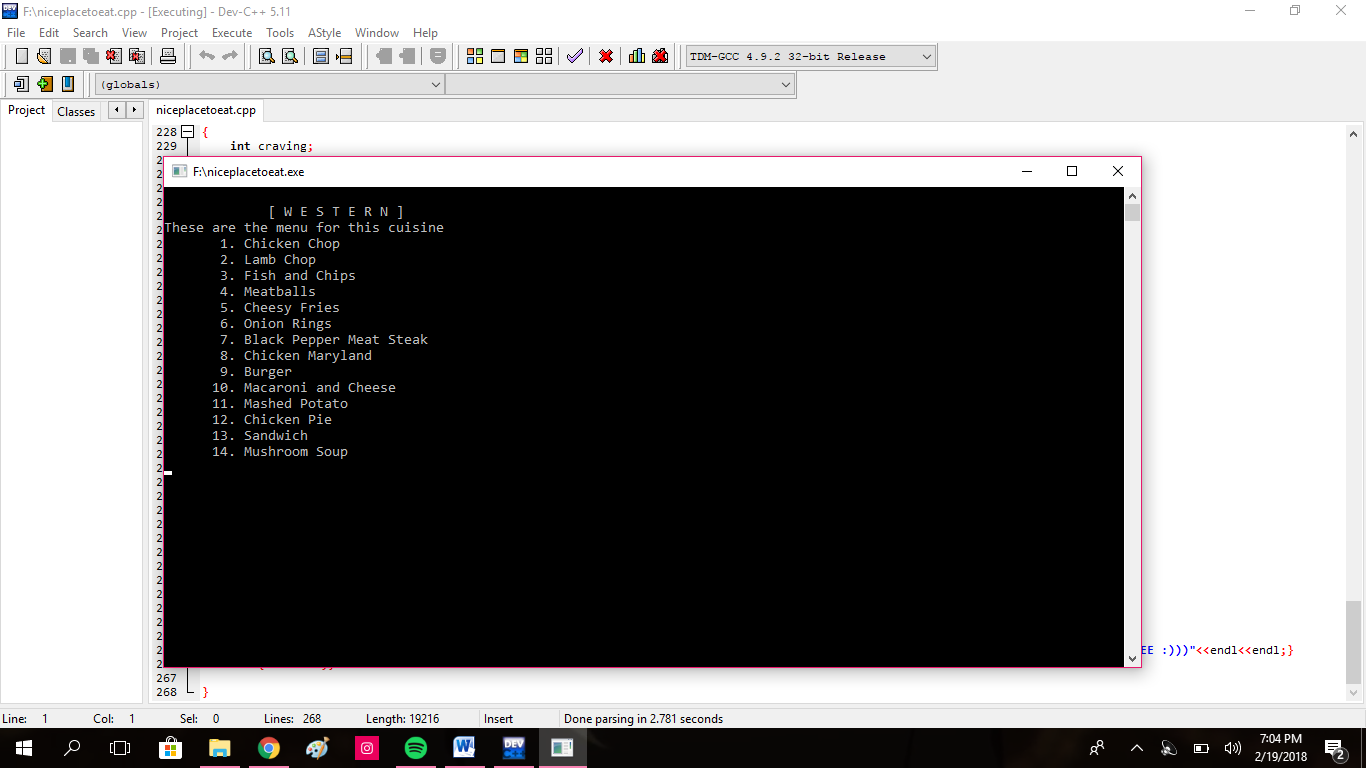 F:\niceplacetoeat.cpp - [Executing] - Dev-C++ 5.11
File Edit Search View Project Execute Tools AStyle Window Help
TDM-GCC 4.9.2 32-bit Release
(globals)
Project Classes niceplacetoeat.cpp
228 {
229 int craving;
F:\niceplacetoeat.exe
[ W E S T E R N ]
These are the menu for this cuisine
1. Chicken Chop
2. Lamb Chop
3. Fish and Chips
4. Meatballs
5. Cheesy Fries
6. Onion Rings
7. Black Pepper Meat Steak
8. Chicken Maryland
9. Burger
10. Macaroni and Cheese
11. Mashed Potato
12. Chicken Pie
13. Sandwich
14. Mushroom Soup
EE :)))"<<endl<<endl;}
267
268 }
Line: 1 Col: 1 Sel: 0 Lines: 268 Length: 19216 Insert Done parsing in 2.781 seconds
7:04 PM
2/19/2018
2